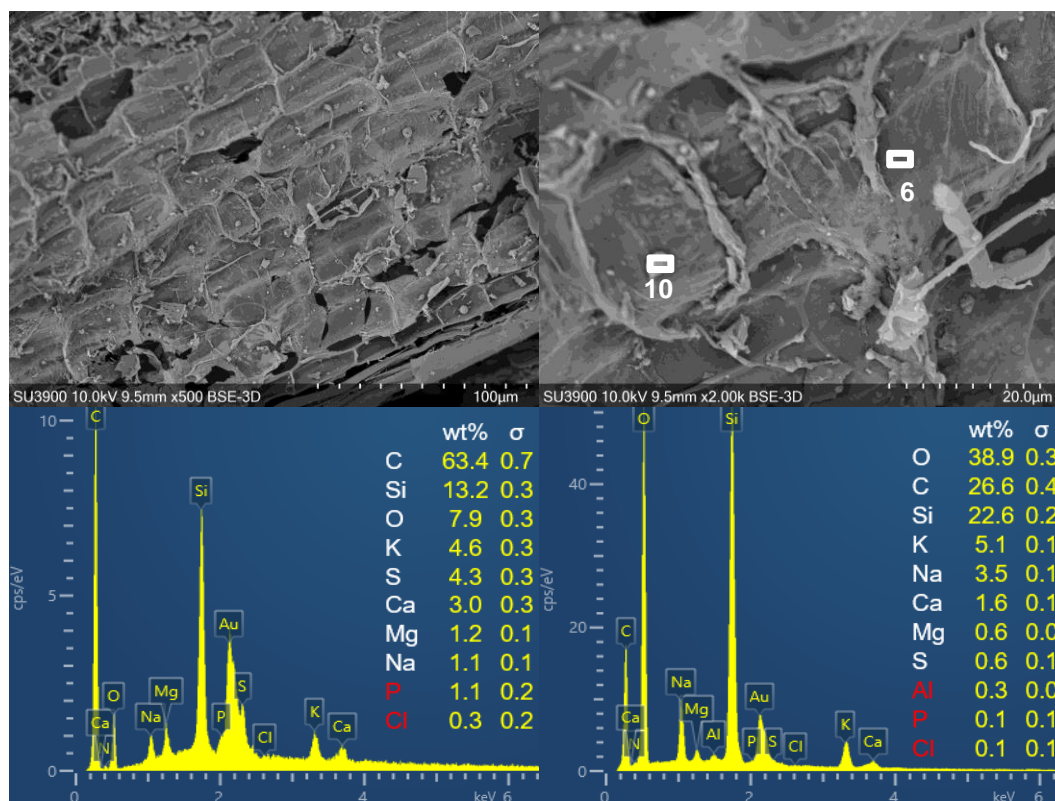 6
10
SU3900 10.0kV 9.5mm x500 BSE-3D 100μm
SU3900 10.0kV 9.5mm x2.00k BSE-3D 20.0μm
wt% σ
C 63.4 0.7
Si 13.2 0.3
O 7.9 0.3
K 4.6 0.3
S 4.3 0.3
Ca 3.0 0.3
Mg 1.2 0.1
Na 1.1 0.1
P 1.1 0.2
Cl 0.3 0.2
10
5
0
cps/eV
C
Si
Au
S
O
Mg
Ca
Na
P
N
Cl
K
Ca
0 2 4 keV 6
wt% σ
O 38.9 0.3
C 26.6 0.4
Si 22.6 0.2
K 5.1 0.1
Na 3.5 0.1
Ca 1.6 0.1
Mg 0.6 0.0
S 0.6 0.1
Al 0.3 0.0
P 0.1 0.1
Cl 0.1 0.1
40
20
0
cps/eV
O
Si
C
Na
Mg
Au
Ca
Al
N
P
S
Cl
K
Ca
0 2 4 keV 6